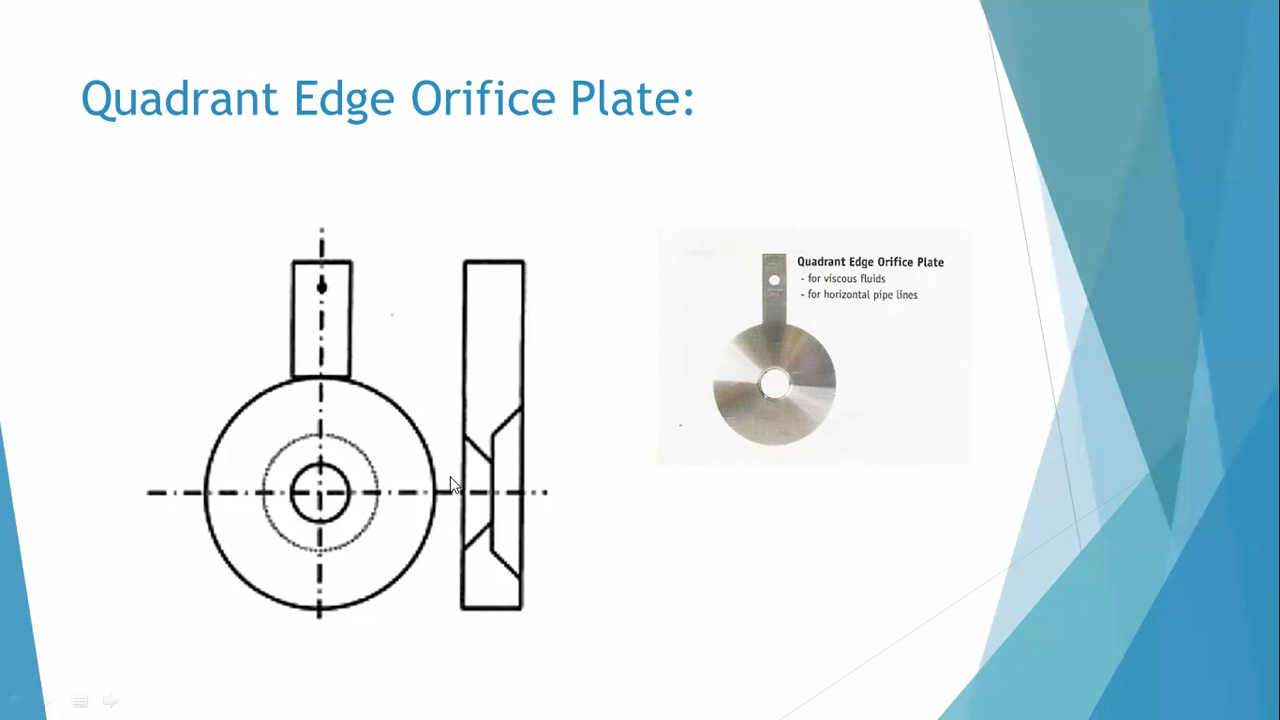 Quadrant Edge Orifice Plate:
Quadrant Edge Orifice Plate
- for viscous fluids
- for horizontal pipe lines